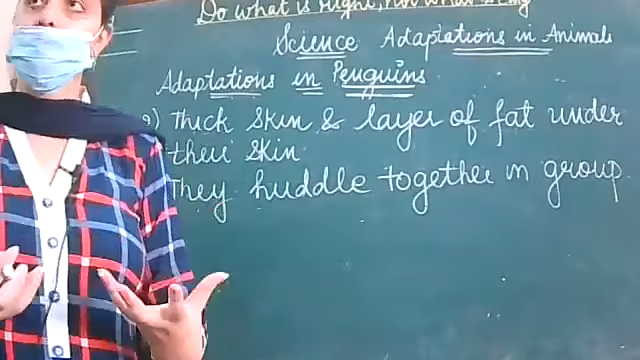 Do what is right, not what is easy
Science Adaptations in Animals
Adaptations in Penguins
a) Thick Skin & layer of fat under
their skin
They huddle together in group.